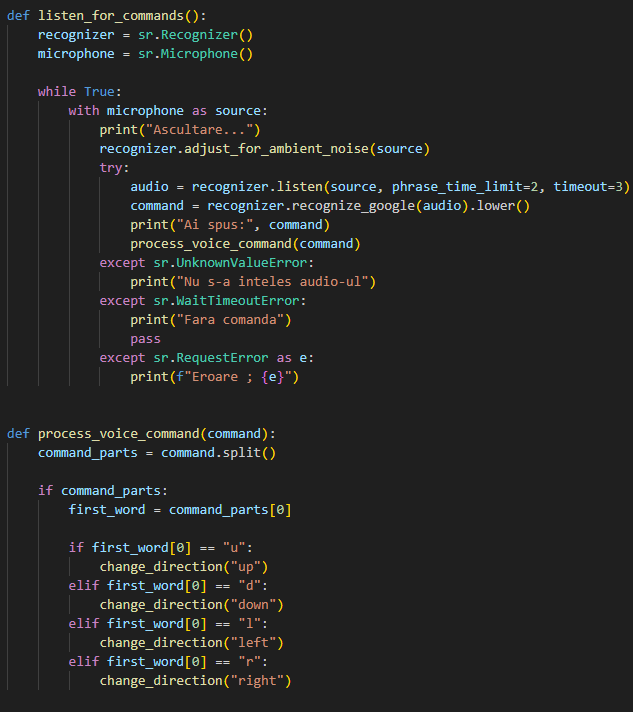 def listen_for_commands():
    recognizer = sr.Recognizer()
    microphone = sr.Microphone()

    while True:
        with microphone as source:
            print("Ascultare...")
            recognizer.adjust_for_ambient_noise(source)
            try:
                audio = recognizer.listen(source, phrase_time_limit=2, timeout=3)
                command = recognizer.recognize_google(audio).lower()
                print("Ai spus:", command)
                process_voice_command(command)
            except sr.UnknownValueError:
                print("Nu s-a inteles audio-ul")
            except sr.WaitTimeoutError:
                print("Fara comanda")
                pass
            except sr.RequestError as e:
                print(f"Eroare ; {e}")


def process_voice_command(command):
    command_parts = command.split()

    if command_parts:
        first_word = command_parts[0]

        if first_word[0] == "u":
            change_direction("up")
        elif first_word[0] == "d":
            change_direction("down")
        elif first_word[0] == "l":
            change_direction("left")
        elif first_word[0] == "r":
            change_direction("right")